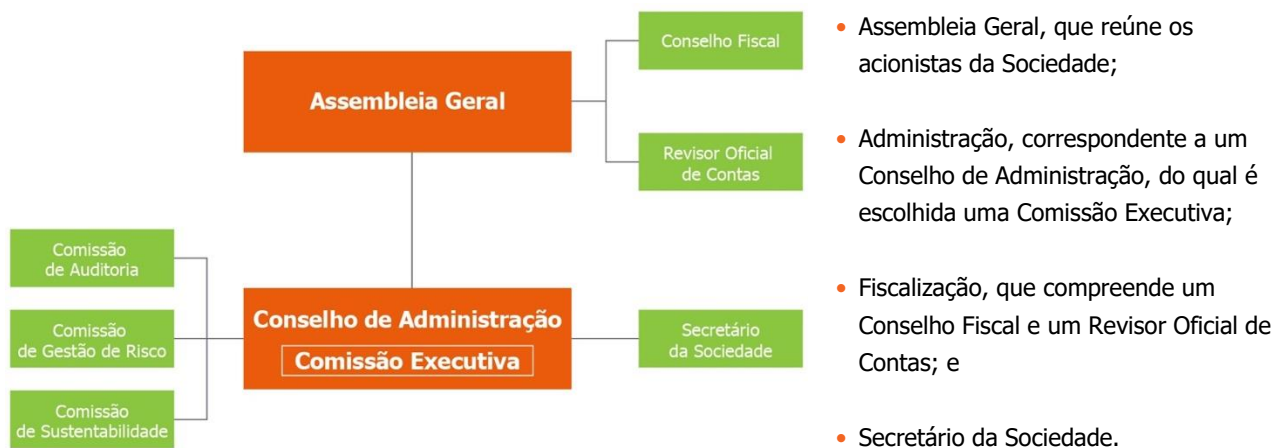 Assembleia Geral
Conselho Fiscal
Revisor Oficial
de Contas
Comissão
de Auditoria
Comissão
de Gestão de Risco
Comissão
de Sustentabilidade
Conselho de Administração
Comissão Executiva
Secretário
da Sociedade
• Assembleia Geral, que reúne os
acionistas da Sociedade;
• Administração, correspondente a um
Conselho de Administração, do qual é
escolhida uma Comissão Executiva;
• Fiscalização, que compreende um
Conselho Fiscal e um Revisor Oficial de
Contas; e
• Secretário da Sociedade.